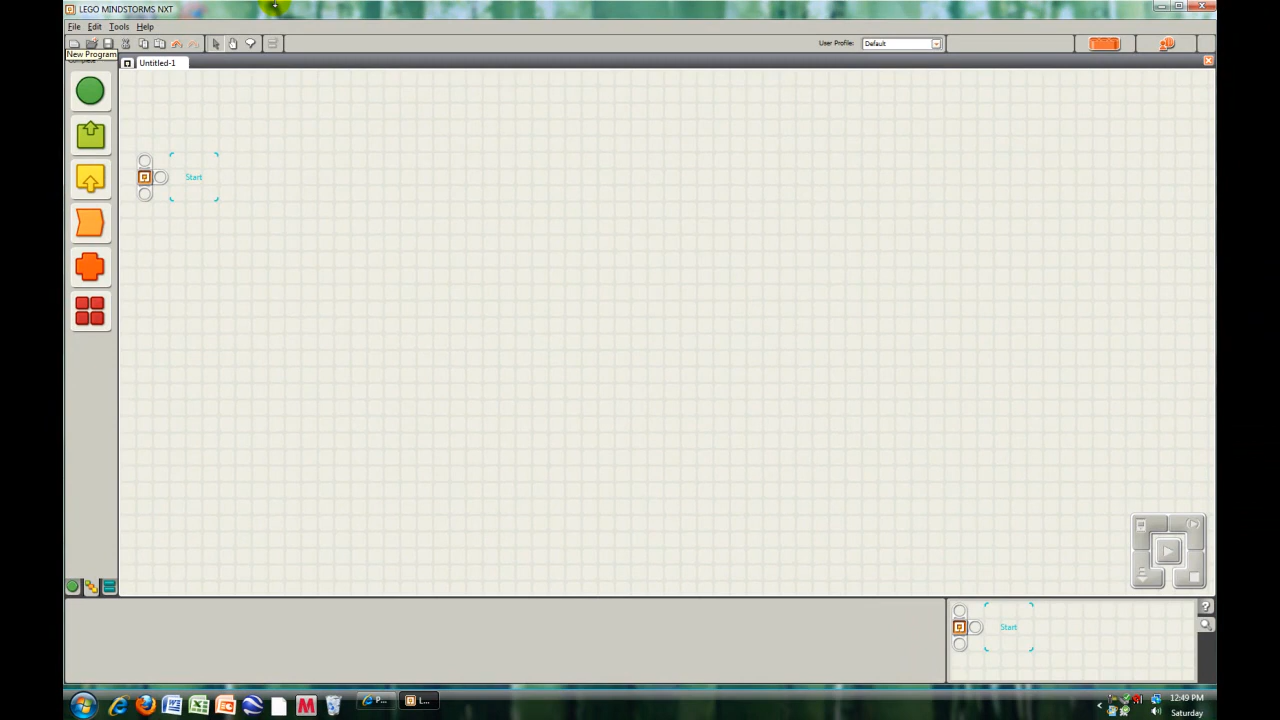 LEGO MINDSTORMS NXT
File Edit Tools Help
User Profile: Default
New Program
Complete
Untitled-1
Start
Start
?
P...
L...
12:49 PM
Saturday